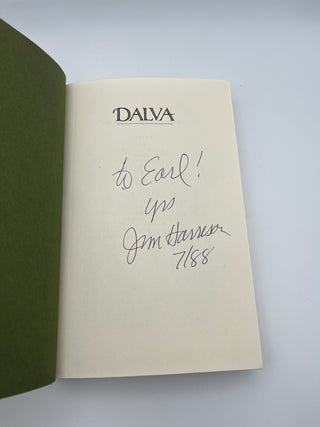 DALVA
to Earl!
yrs
Jim Harrison
7/88